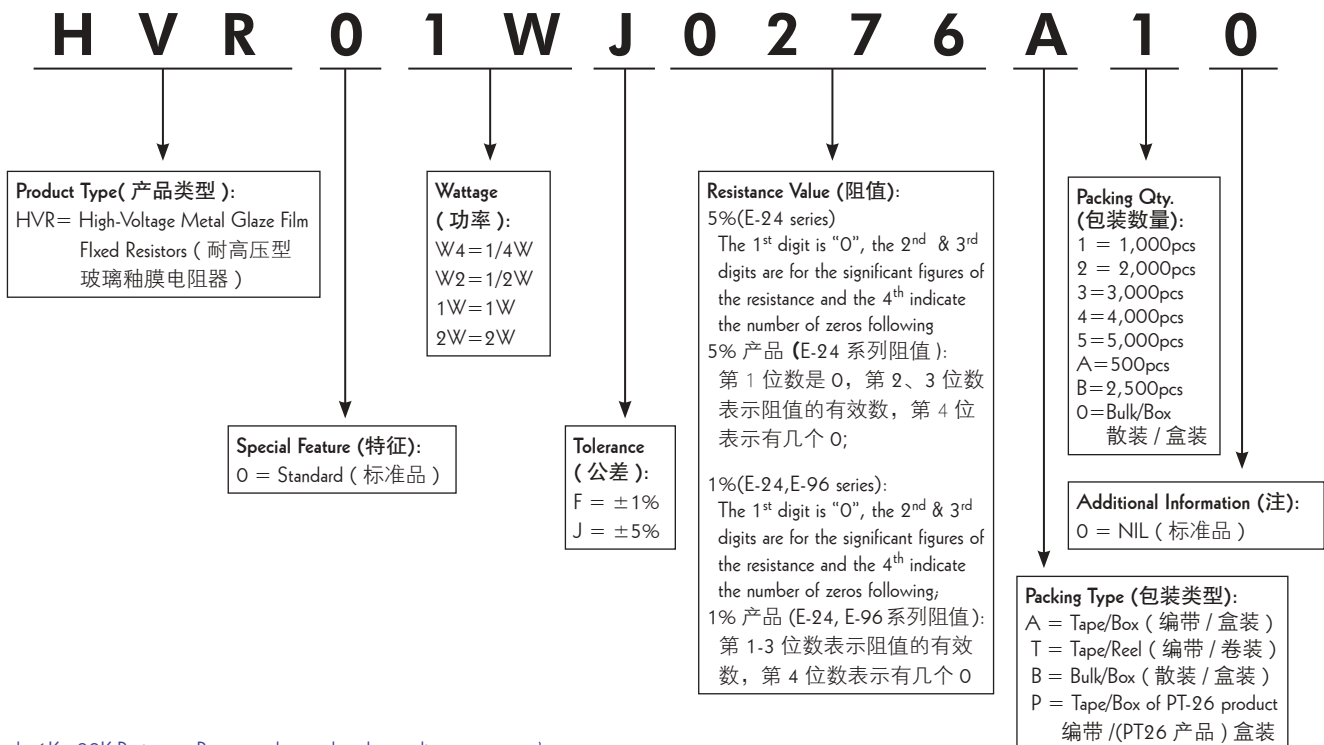 HVR01WJ0276A10
Product Type( 产品类型 ):
HVR= High-Voltage Metal Glaze Film
FIxed Resistors ( 耐高压型
玻璃釉膜电阻器 )
Special Feature (特征):
0 = Standard ( 标准品 )
Wattage
( 功率 ):
W4=1/4W
W2=1/2W
1W=1W
2W=2W
Tolerance
( 公差 ):
F = ±1%
J = ±5%
Resistance Value (阻值):
5%(E-24 series)
The 1st digit is “0”, the 2nd & 3rd
digits are for the significant figures of
the resistance and the 4th indicate
the number of zeros following
5% 产品 (E-24 系列阻值 ):
第 1 位数是 0，第 2、3 位数
表示阻值的有效数，第 4 位
表示有几个 0;
1%(E-24,E-96 series):
The 1st digit is “0”, the 2nd & 3rd
digits are for the significant figures of
the resistance and the 4th indicate
the number of zeros following;
1% 产品 (E-24, E-96 系列阻值):
第 1-3 位数表示阻值的有效
数，第 4 位数表示有几个 0
Packing Type (包装类型):
A = Tape/Box ( 编带 / 盒装 )
T = Tape/Reel ( 编带 / 卷装 )
B = Bulk/Box ( 散装 / 盒装 )
P = Tape/Box of PT-26 product
编带 /(PT26 产品 ) 盒装
Packing Qty.
(包装数量):
1 = 1,000pcs
2 = 2,000pcs
3=3,000pcs
4=4,000pcs
5=5,000pcs
A=500pcs
B=2,500pcs
0=Bulk/Box
散装 / 盒装
Additional Information (注):
0 = NIL ( 标准品 )